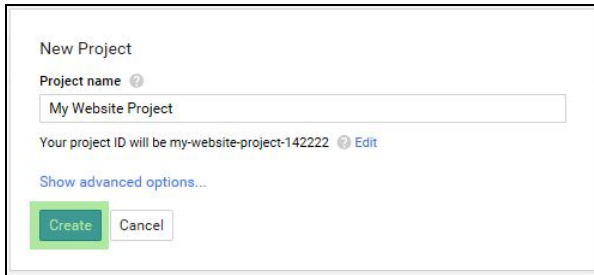 New Project
Project name ?
My Website Project
Your project ID will be my-website-project-142222 ? Edit
Show advanced options...
Create Cancel